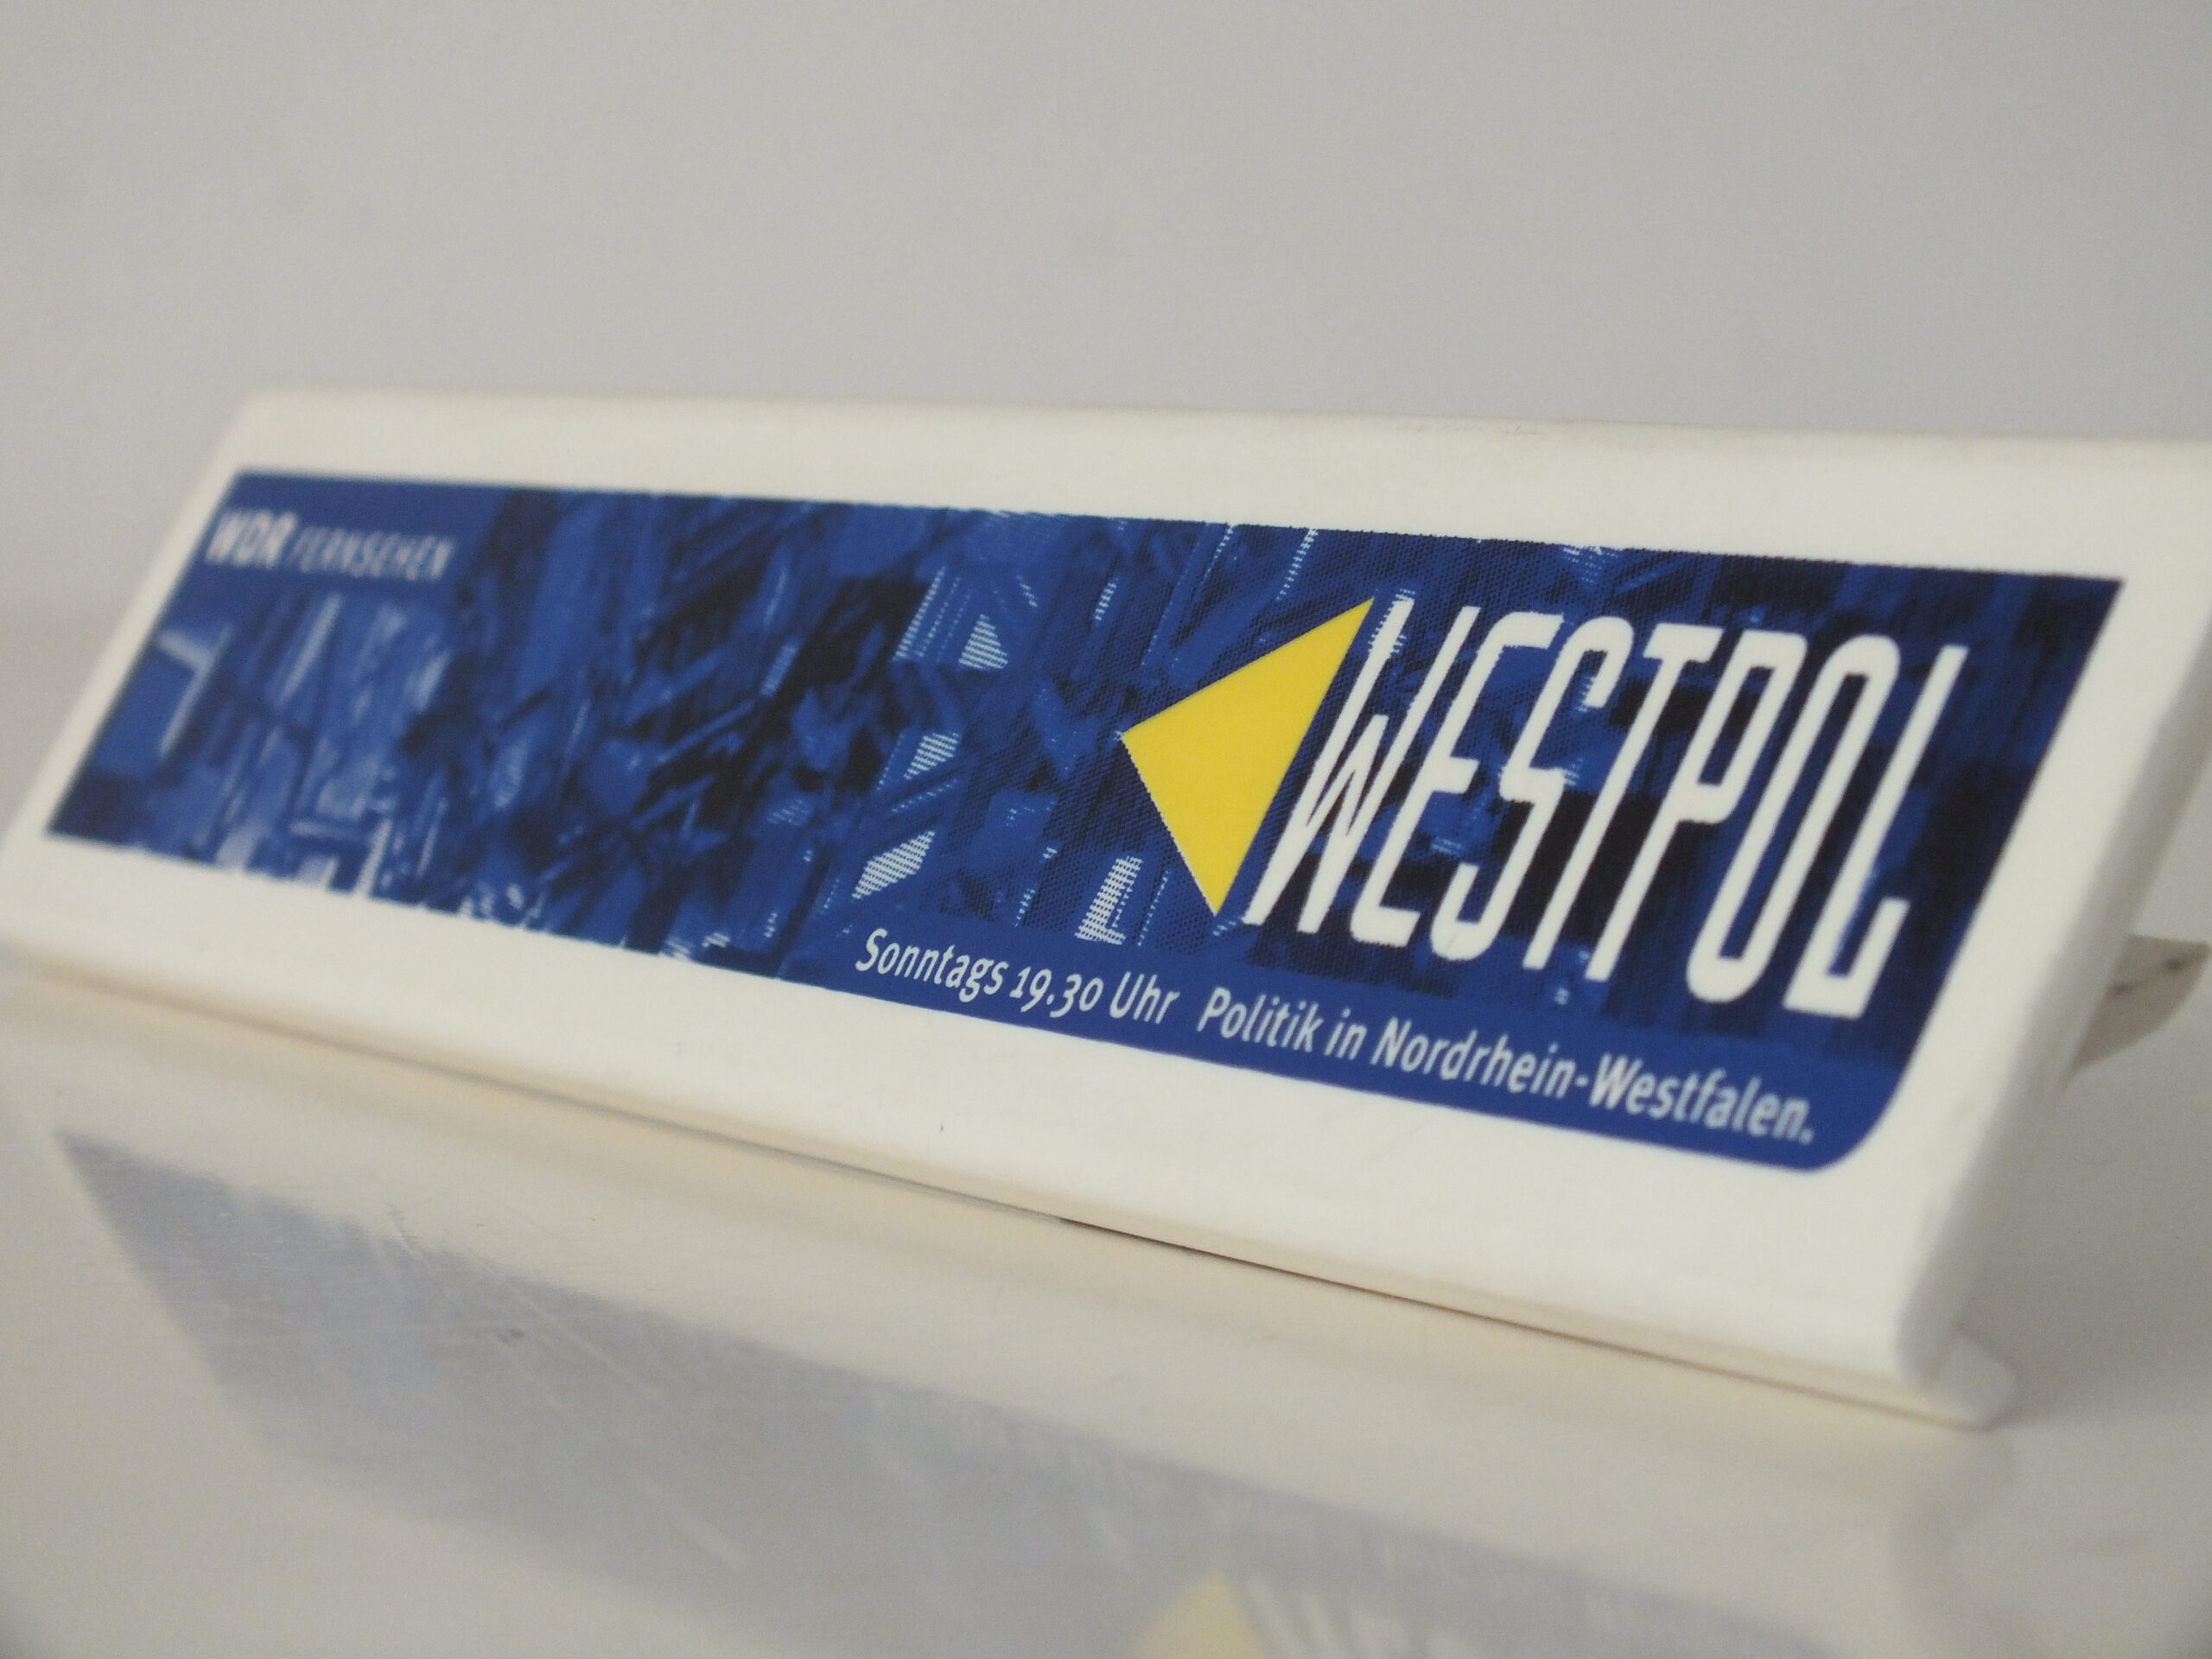 WDR FERNSEHEN
WESTPOL
Sonntags 19.30 Uhr Politik in Nordrhein-Westfalen.